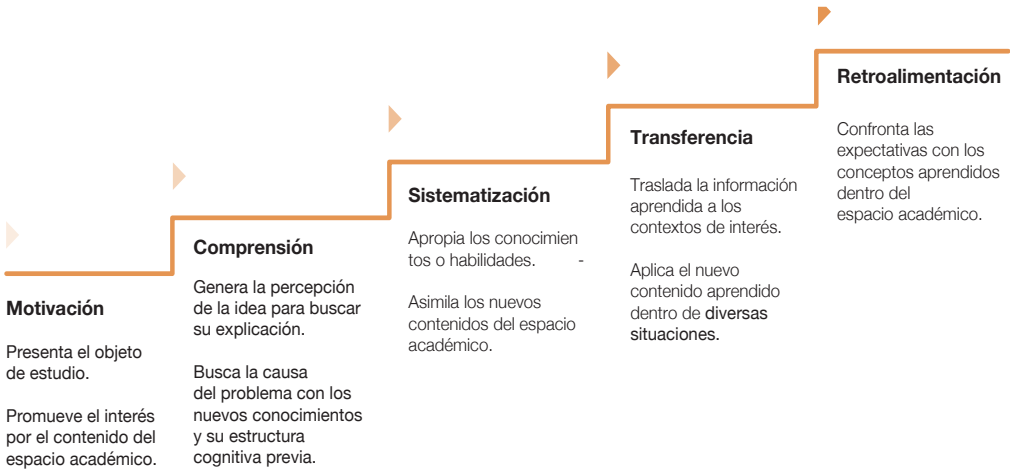 Motivación
Presenta el objeto
de estudio.
Promueve el interés
por el contenido del
espacio académico.
Comprensión
Genera la percepción
de la idea para buscar
su explicación.
Busca la causa
del problema con los
nuevos conocimientos
y su estructura
cognitiva previa.
Sistematización
Apropia los conocimien
tos o habilidades. -
Asimila los nuevos
contenidos del espacio
académico.
Transferencia
Traslada la información
aprendida a los
contextos de interés.
Aplica el nuevo
contenido aprendido
dentro de diversas
situaciones.
Retroalimentación
Confronta las
expectativas con los
conceptos aprendidos
dentro del
espacio académico.